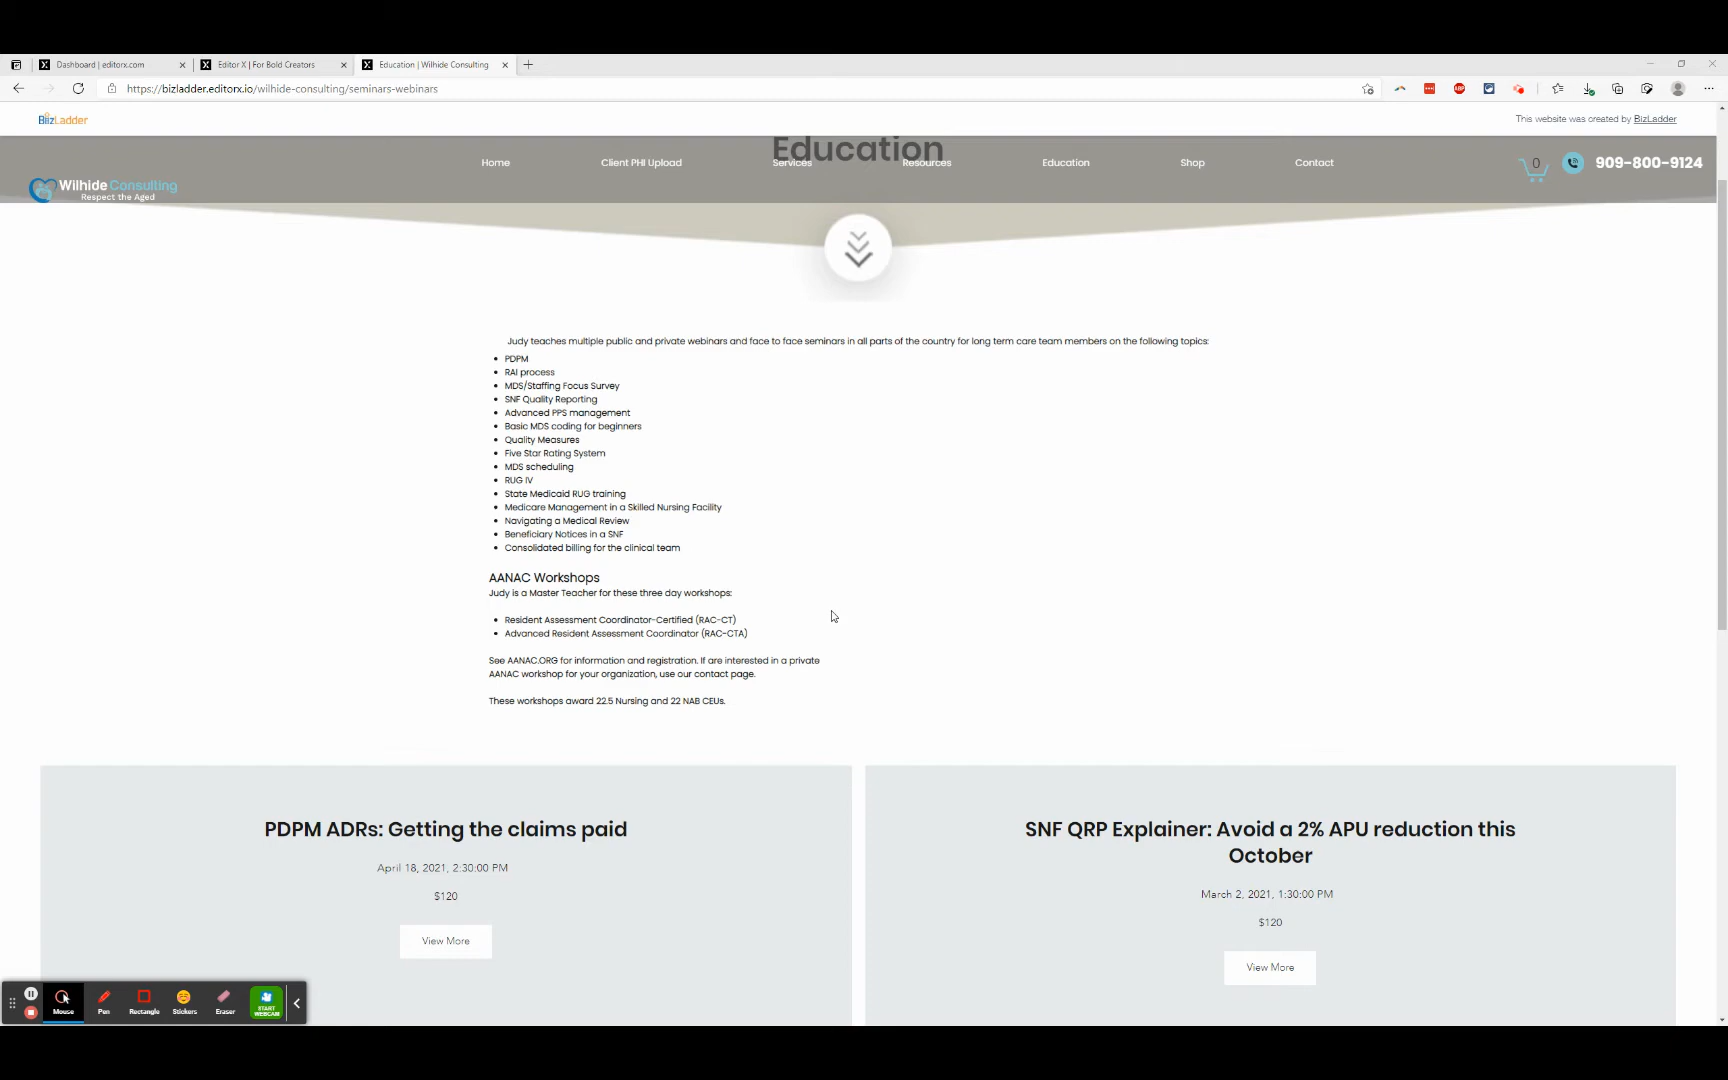 Dashboard | editorx.com
Editor X | For Bold Creators
Education | Wilhide Consulting
https://bizladder.editorx.io/wilhide-consulting/seminars-webinars
BizLadder
This website was created by BizLadder
Education
Home
Client PHI Upload
Services
Resources
Education
Shop
Contact
0
909-800-9124
Wilhide Consulting
Respect the Aged
Judy teaches multiple public and private webinars and face to face seminars in all parts of the country for long term care team members on the following topics:
• PDPM
• RAI process
• MDS/Staffing Focus Survey
• SNF Quality Reporting
• Advanced PPS management
• Basic MDS coding for beginners
• Quality Measures
• Five Star Rating System
• MDS scheduling
• RUG IV
• State Medicaid RUG training
• Medicare Management in a Skilled Nursing Facility
• Navigating a Medical Review
• Beneficiary Notices in a SNF
• Consolidated billing for the clinical team
AANAC Workshops
Judy is a Master Teacher for these three day workshops:
• Resident Assessment Coordinator-Certified (RAC-CT)
• Advanced Resident Assessment Coordinator (RAC-CTA)
See AANAC.ORG for information and registration. If are interested in a private
AANAC workshop for your organization, use our contact page.
These workshops award 22.5 Nursing and 22 NAB CEUs.
PDPM ADRs: Getting the claims paid
April 18, 2021, 2:30:00 PM
$120
View More
SNF QRP Explainer: Avoid a 2% APU reduction this
October
March 2, 2021, 1:30:00 PM
$120
View More
Mouse
Pen
Rectangle
Stickers
Eraser
START
WEBCAM